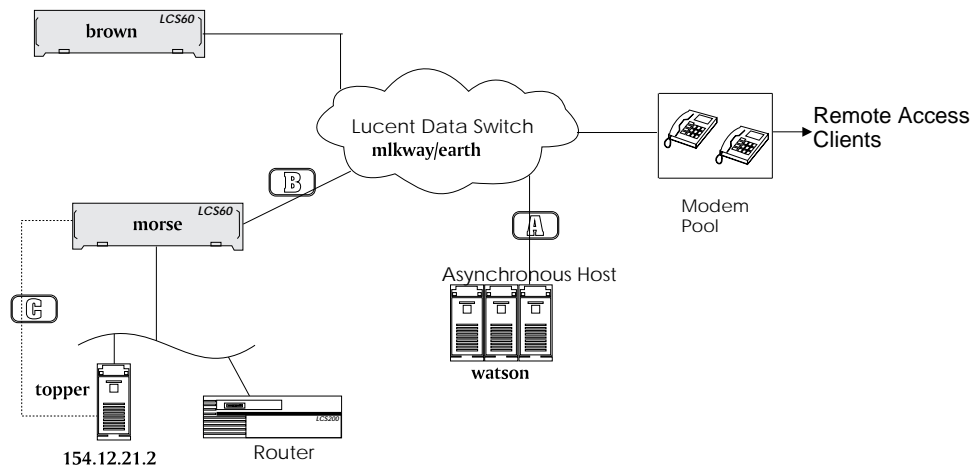 LCS60
brown
Lucent Data Switch
mlkway/earth
Remote Access
Clients
B
LCS60
morse
Modem
Pool
A
Asynchronous Host
C
watson
topper
LCS200
Router
154.12.21.2